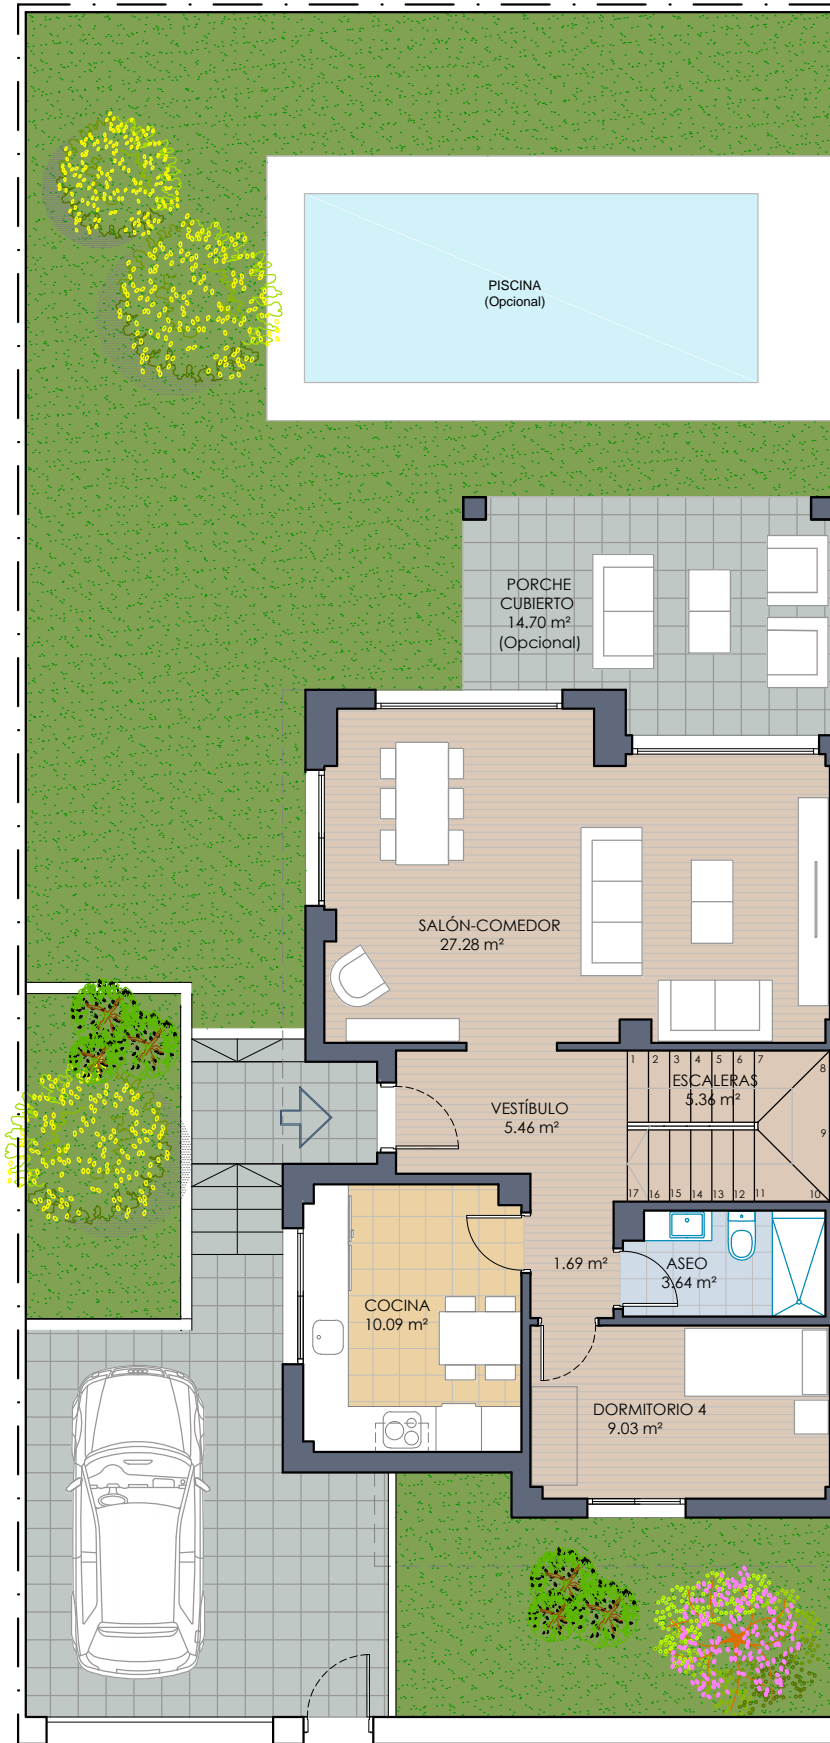 PISCINA
(Opcional)
PORCHE
CUBIERTO
14.70 m²
(Opcional)
SALÓN-COMEDOR
27.28 m²
1 2 3 4 5 6 7
8
ESCALERAS
5.36 m²
VESTÍBULO
5.46 m²
9
17 16 15 14 13 12 11 10
1.69 m²
ASEO
3.64 m²
COCINA
10.09 m²
DORMITORIO 4
9.03 m²